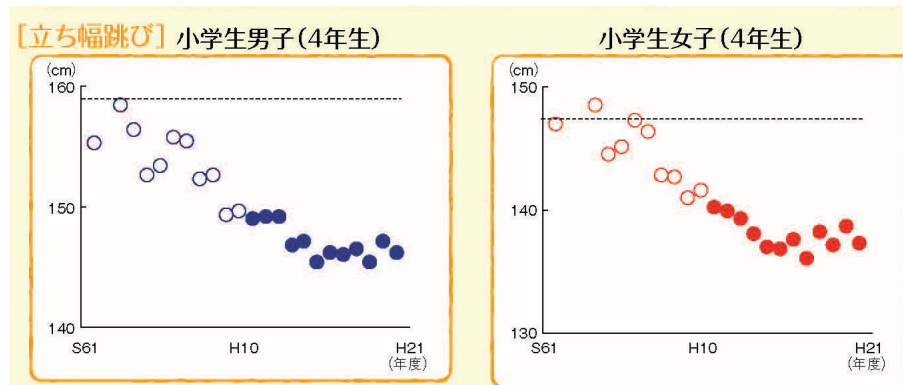 [立ち幅跳び] 小学生男子(4年生)
(cm)
160
150
140
S61 H10 H21
(年度)
小学生女子(4年生)
(cm)
150
140
130
S61 H10 H21
(年度)